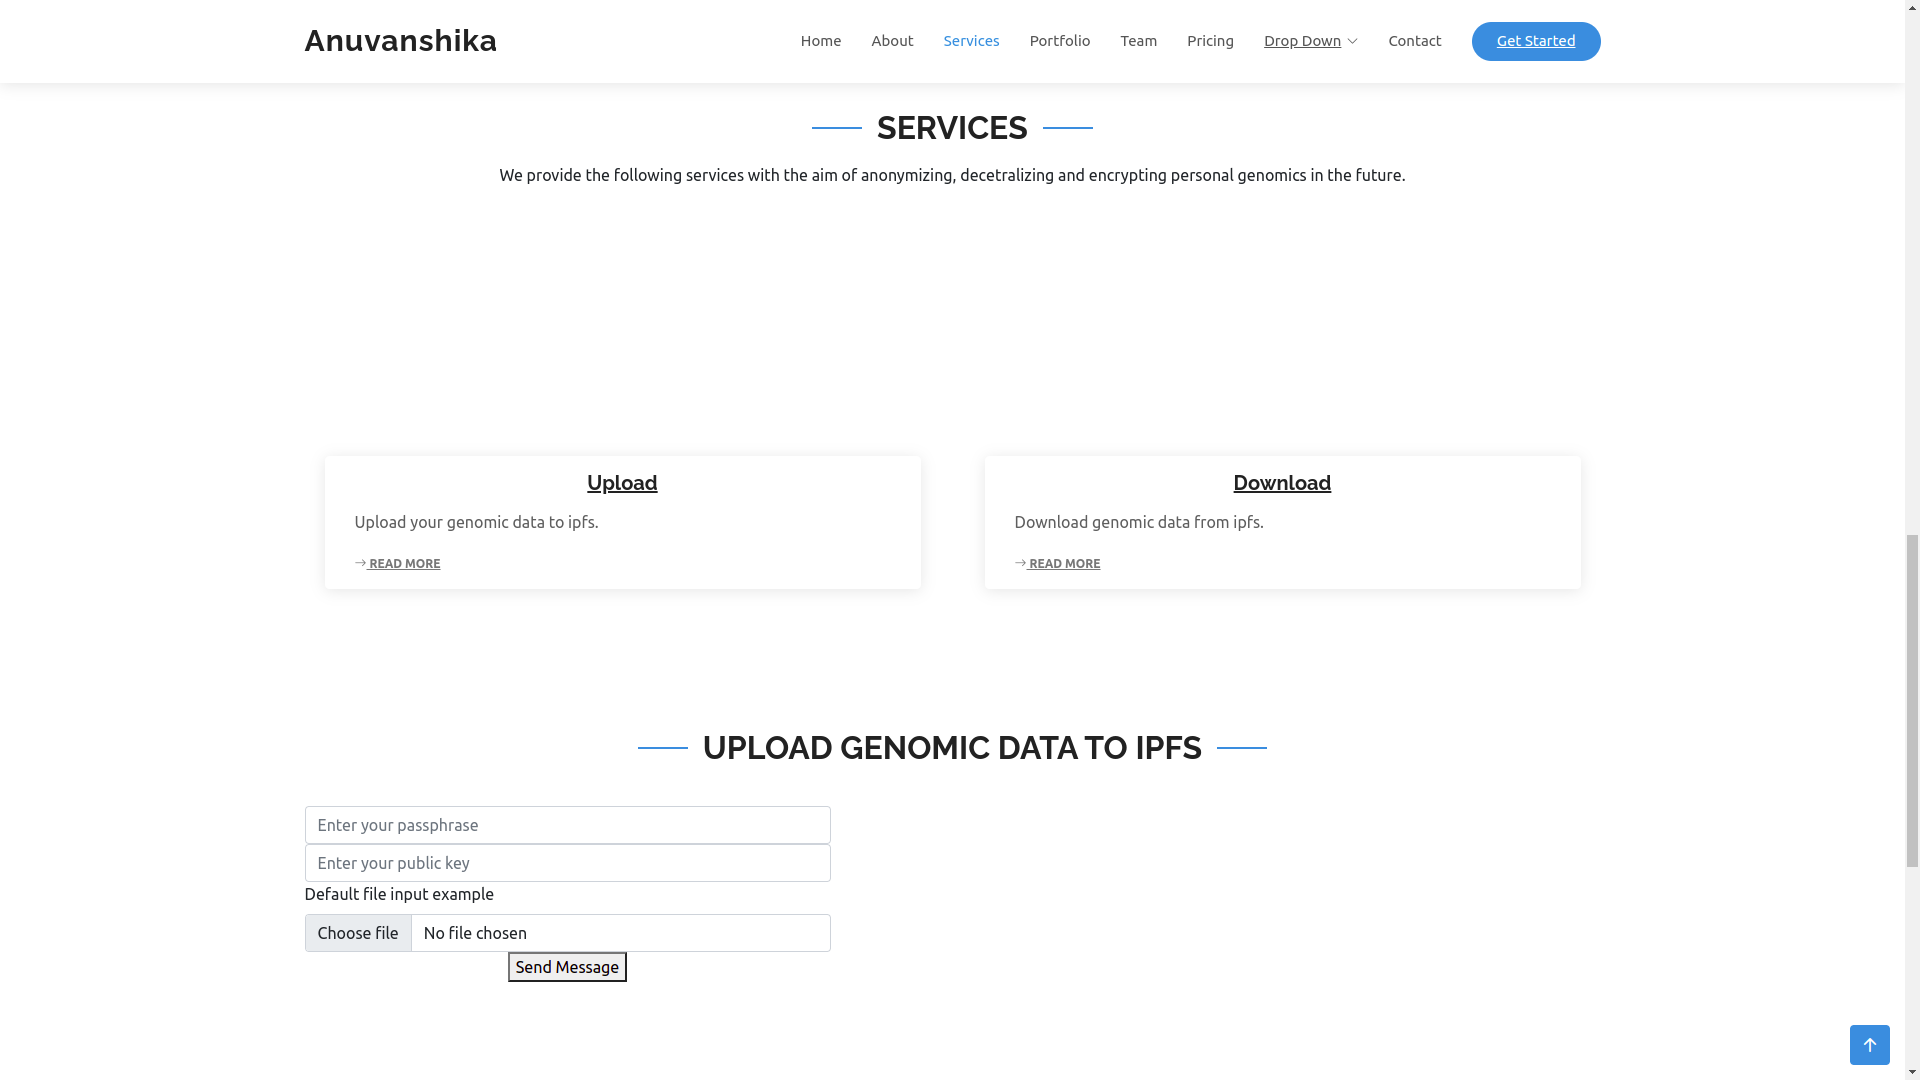 Anuvanshika
Home About Services Portfolio Team Pricing Drop Down Contact Get Started
SERVICES
We provide the following services with the aim of anonymizing, decetralizing and encrypting personal genomics in the future.
Upload
Upload your genomic data to ipfs.
READ MORE
Download
Download genomic data from ipfs.
READ MORE
UPLOAD GENOMIC DATA TO IPFS
Enter your passphrase
Enter your public key
Default file input example
Choose file No file chosen
Send Message